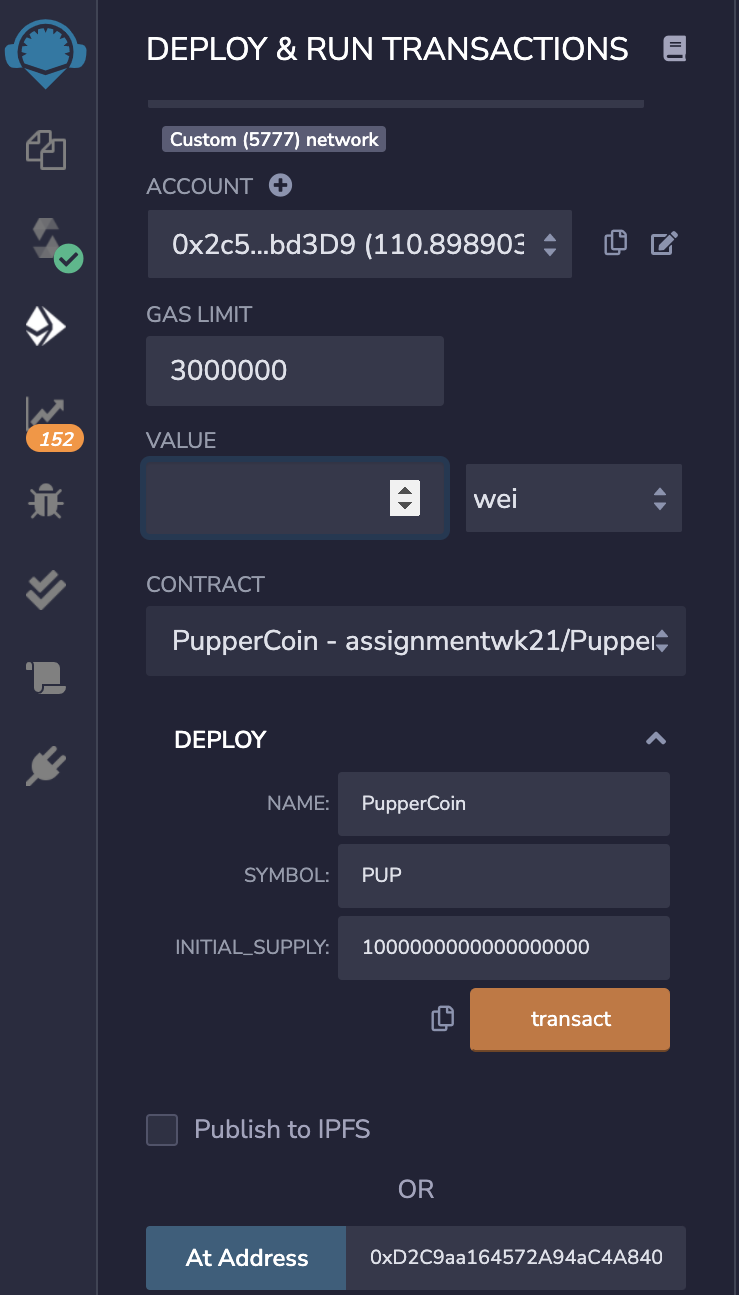 DEPLOY & RUN TRANSACTIONS
Custom (5777) network
ACCOUNT
0x2c5...bd3D9 (110.898903
GAS LIMIT
3000000
152
VALUE
wei
CONTRACT
PupperCoin - assignmentwk21/Pupper
DEPLOY
NAME: PupperCoin
SYMBOL: PUP
INITIAL_SUPPLY: 1000000000000000000
transact
Publish to IPFS
OR
At Address 0xD2C9aa164572A94aC4A840